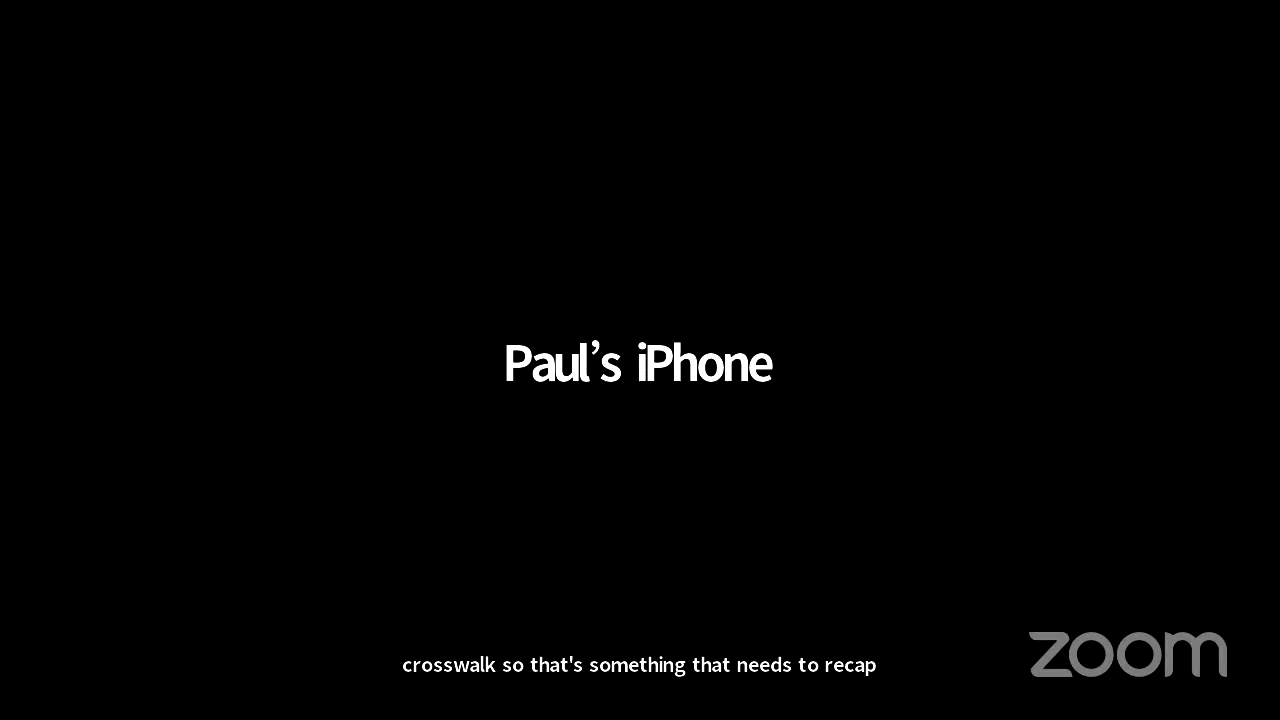 Paul’s iPhone
crosswalk so that's something that needs to recap
zoom